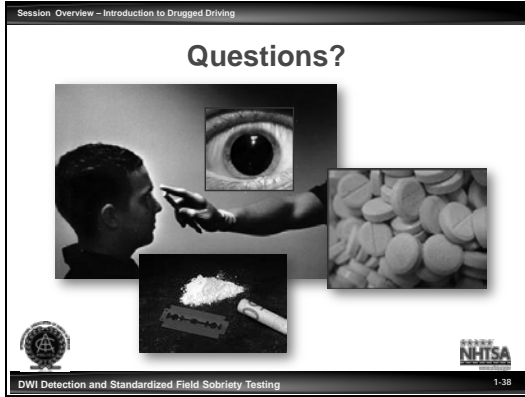 Session Overview – Introduction to Drugged Driving
Questions?
NHTSA
DWI Detection and Standardized Field Sobriety Testing
1-38